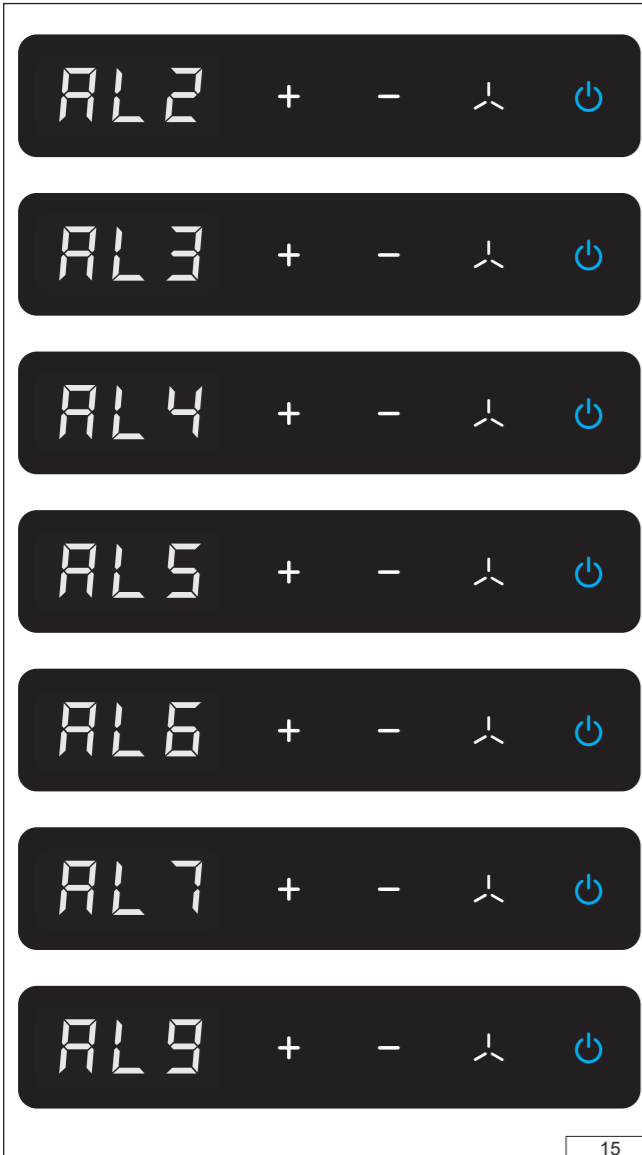 AL2 + -
AL3 + -
AL4 + -
AL5 + -
AL6 + -
AL7 + -
AL9 + -
15